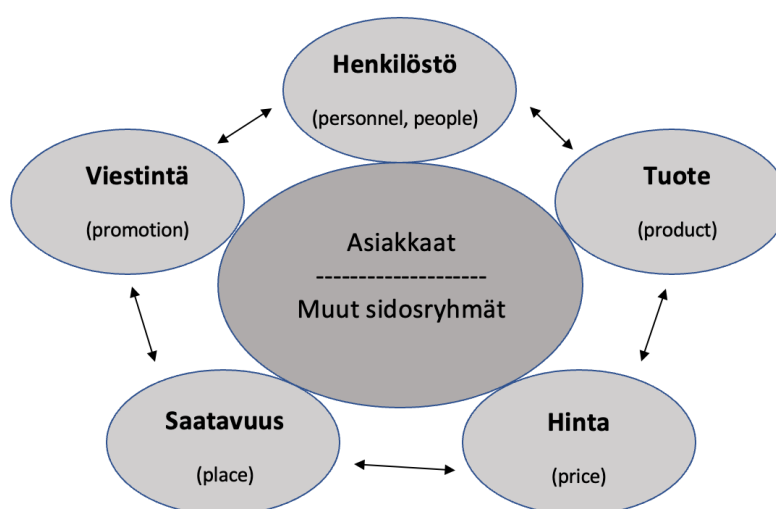 Henkilöstö
(personnel, people)
Viestintä
(promotion)
Tuote
(product)
Asiakkaat
--------------------
Muut sidosryhmät
Saatavuus
(place)
Hinta
(price)